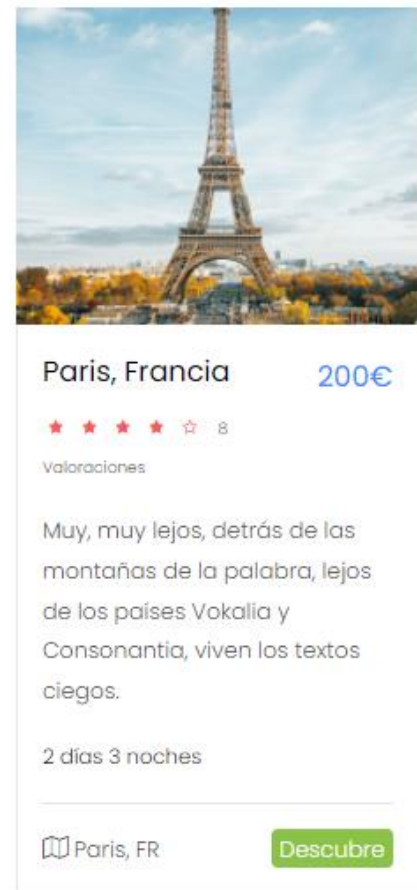 Paris, Francia
200€
8
Valoraciones
Muy, muy lejos, detrás de las
montañas de la palabra, lejos
de los países Vokalia y
Consonantia, viven los textos
ciegos.
2 días 3 noches
Paris, FR
Descubre